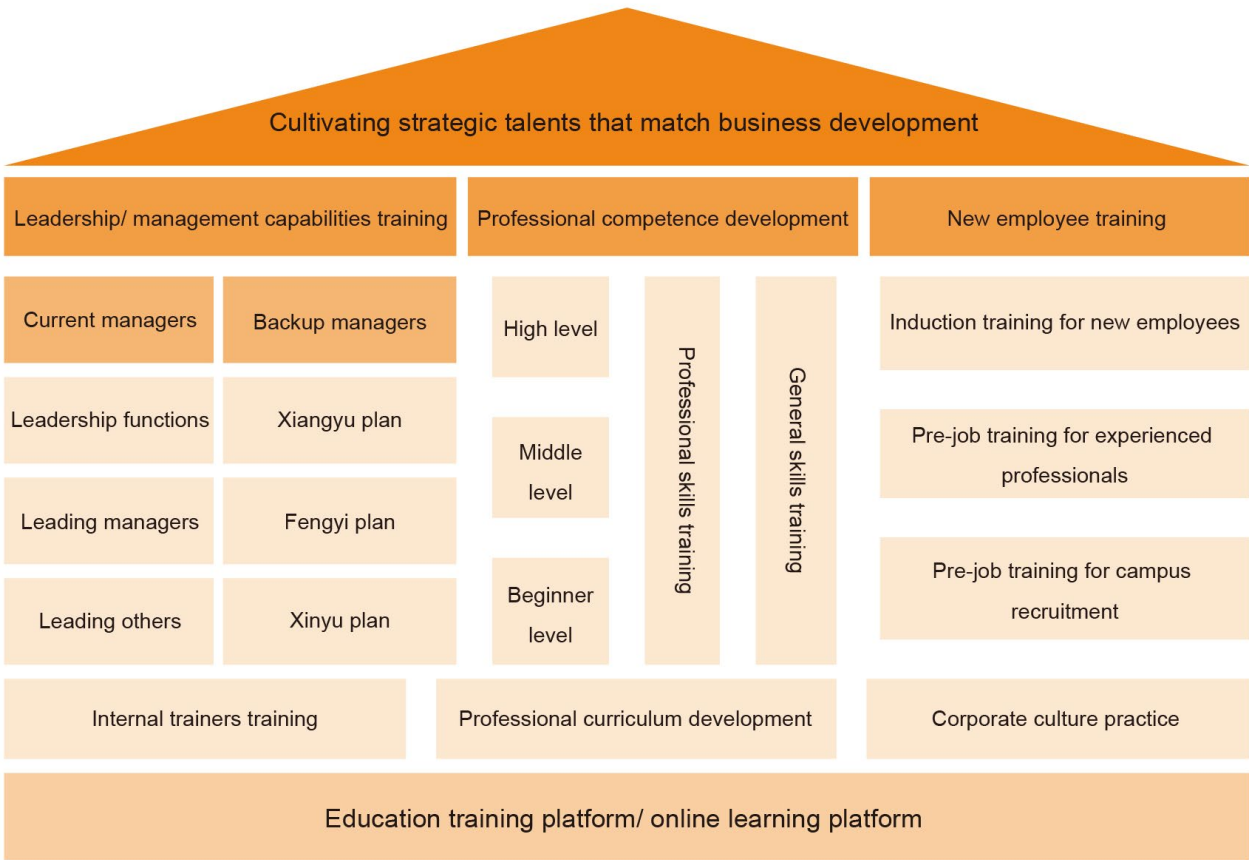 Cultivating strategic talents that match business development
Leadership/ management capabilities training
Professional competence development
New employee training
Current managers
Backup managers
Leadership functions
Xiangyu plan
Leading managers
Fengyi plan
Leading others
Xinyu plan
High level
Middle
level
Beginner
level
Professional skills training
General skills training
Induction training for new employees
Pre-job training for experienced
professionals
Pre-job training for campus
recruitment
Internal trainers training
Professional curriculum development
Corporate culture practice
Education training platform/ online learning platform